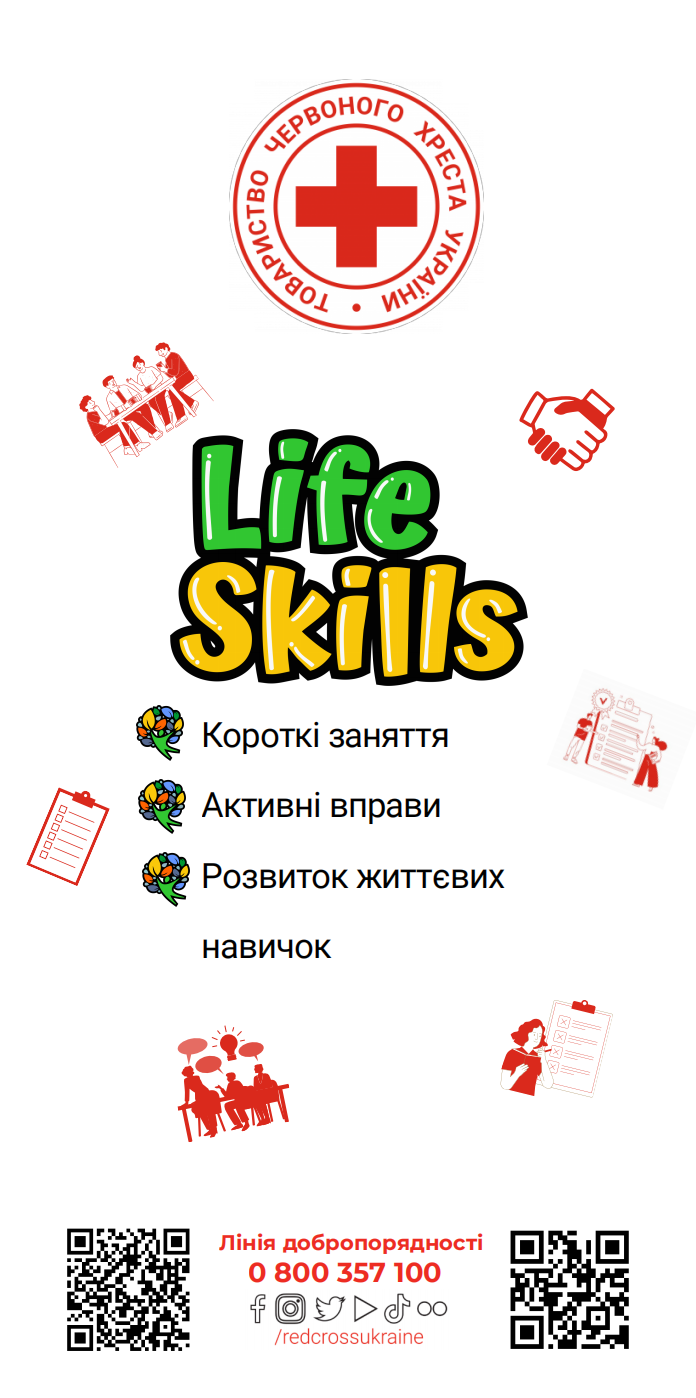 ТОВАРИСТВО ЧЕРВОНОГО ХРЕСТА УКРАЇНИ
Life
Skills
Короткі заняття
Активні вправи
Розвиток життєвих
навичок
Лінія добропорядності
0 800 357 100
/redcrossukraine